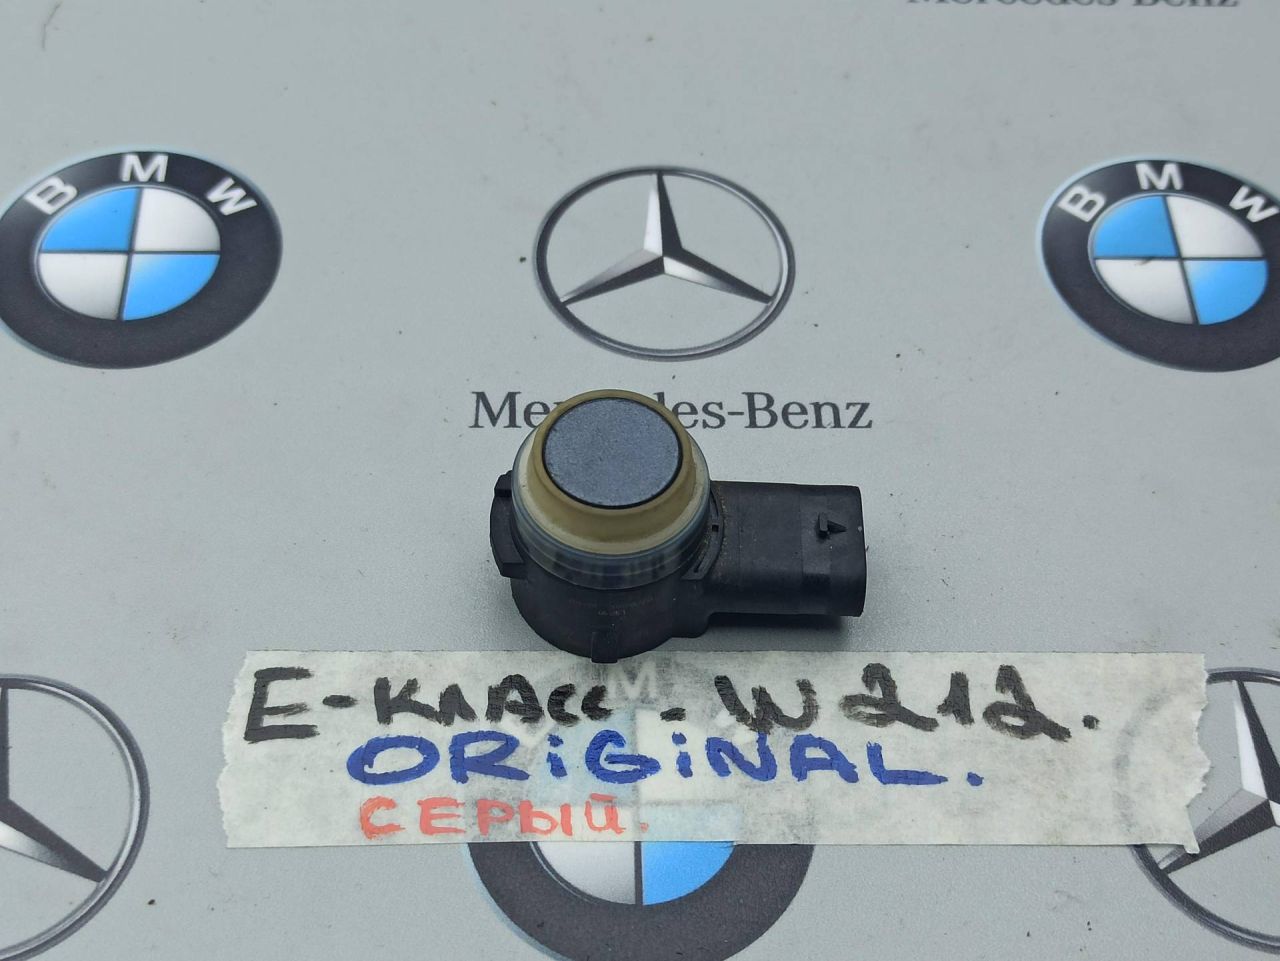 Mercedes-Benz
BMW
BMW
Mercedes-Benz
E-КЛАСС-W212.
ORIGINAL.
СЕРЫЙ.